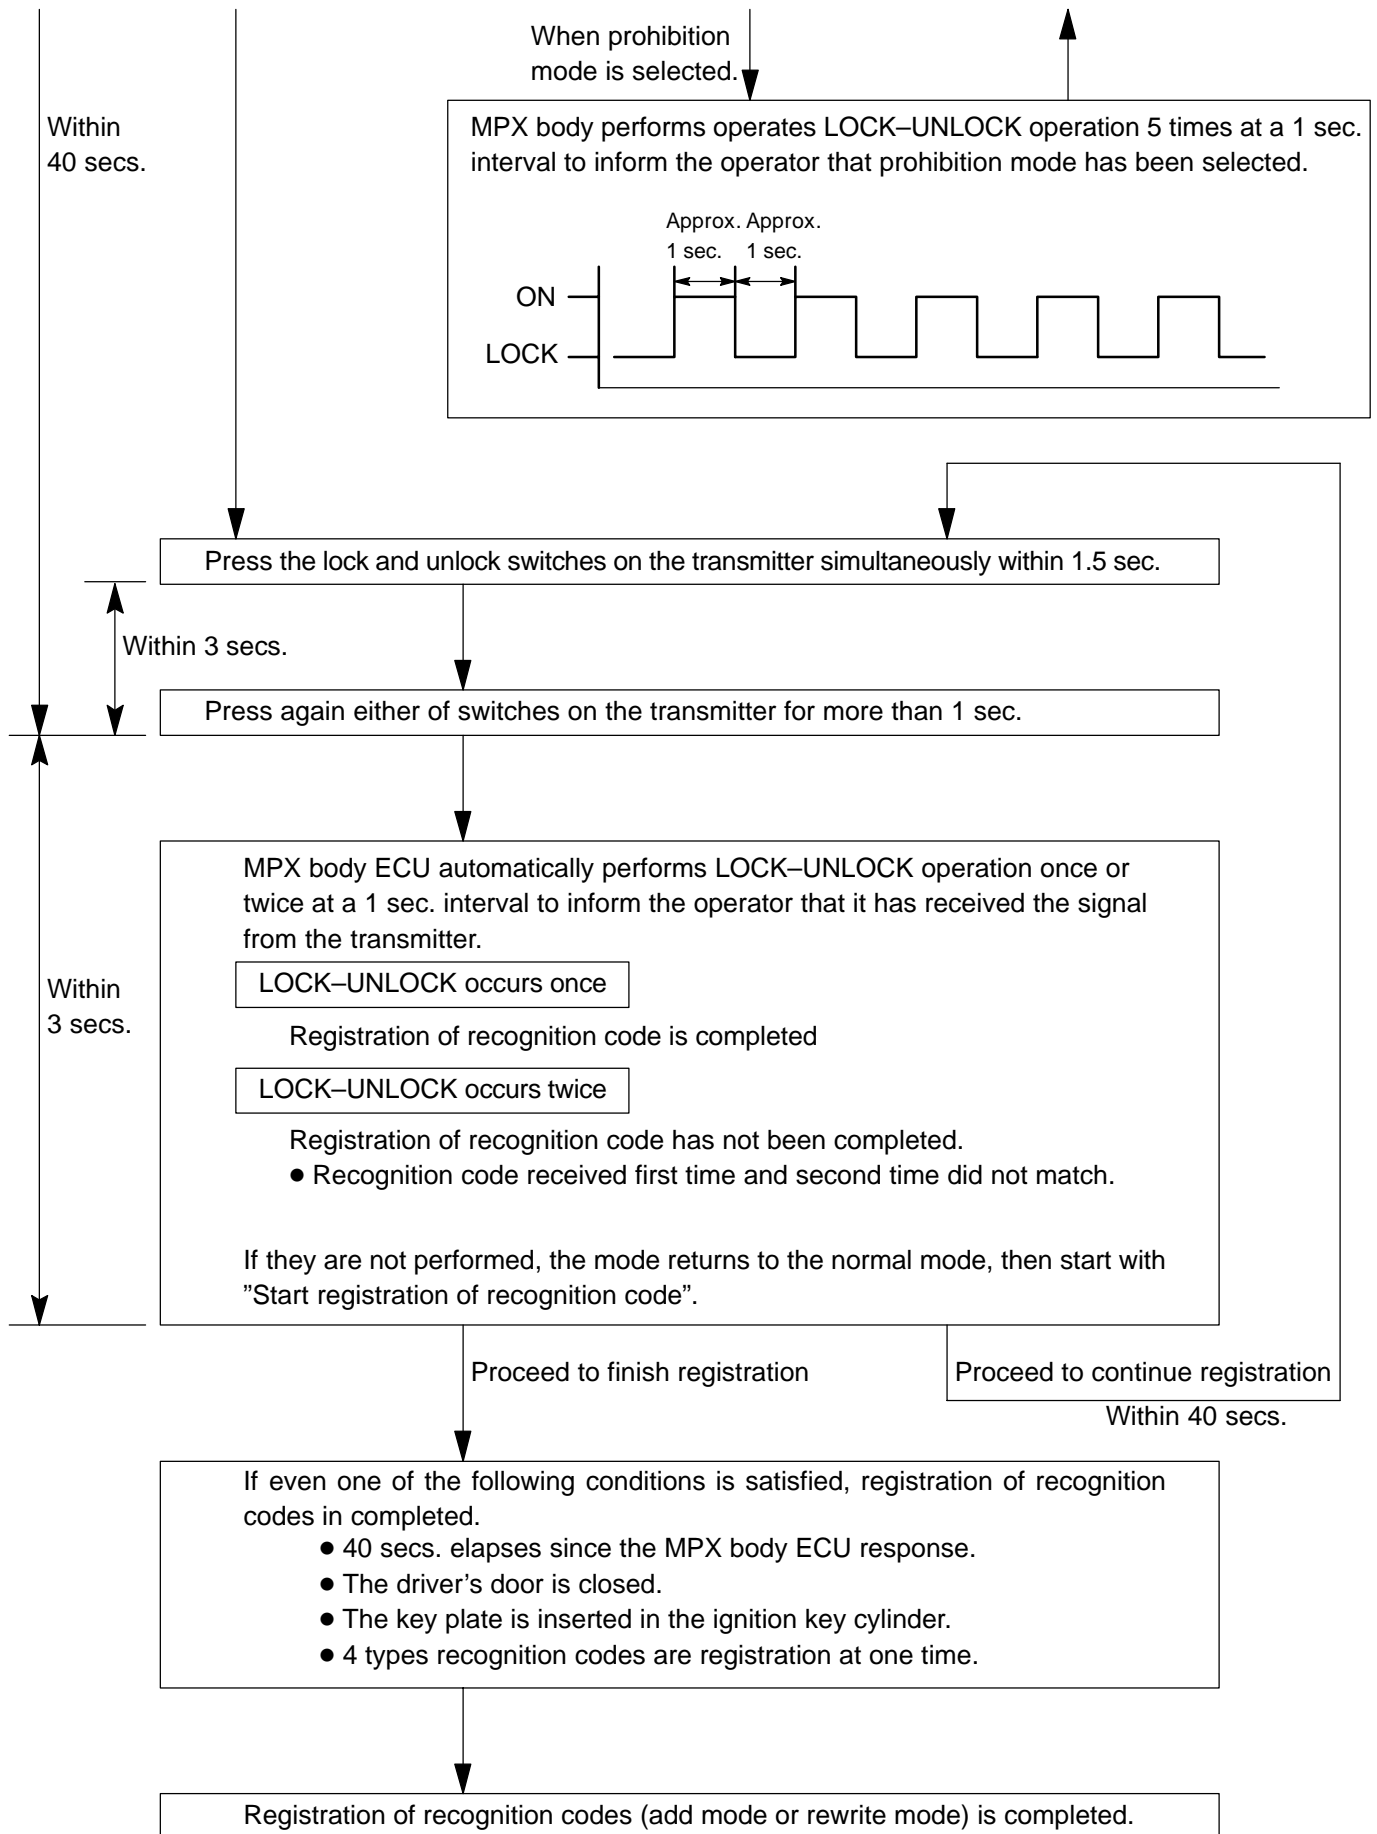 When prohibition
mode is selected.
Within
40 secs.
MPX body performs operates LOCK–UNLOCK operation 5 times at a 1 sec.
interval to inform the operator that prohibition mode has been selected.
Approx. Approx.
1 sec. 1 sec.
ON
LOCK
Press the lock and unlock switches on the transmitter simultaneously within 1.5 sec.
Within 3 secs.
Press again either of switches on the transmitter for more than 1 sec.
MPX body ECU automatically performs LOCK–UNLOCK operation once or
twice at a 1 sec. interval to inform the operator that it has received the signal
from the transmitter.
LOCK–UNLOCK occurs once
Within
3 secs.
Registration of recognition code is completed
LOCK–UNLOCK occurs twice
Registration of recognition code has not been completed.
● Recognition code received first time and second time did not match.
If they are not performed, the mode returns to the normal mode, then start with
”Start registration of recognition code”.
Proceed to finish registration
Proceed to continue registration
Within 40 secs.
If even one of the following conditions is satisfied, registration of recognition
codes in completed.
● 40 secs. elapses since the MPX body ECU response.
● The driver’s door is closed.
● The key plate is inserted in the ignition key cylinder.
● 4 types recognition codes are registration at one time.
Registration of recognition codes (add mode or rewrite mode) is completed.